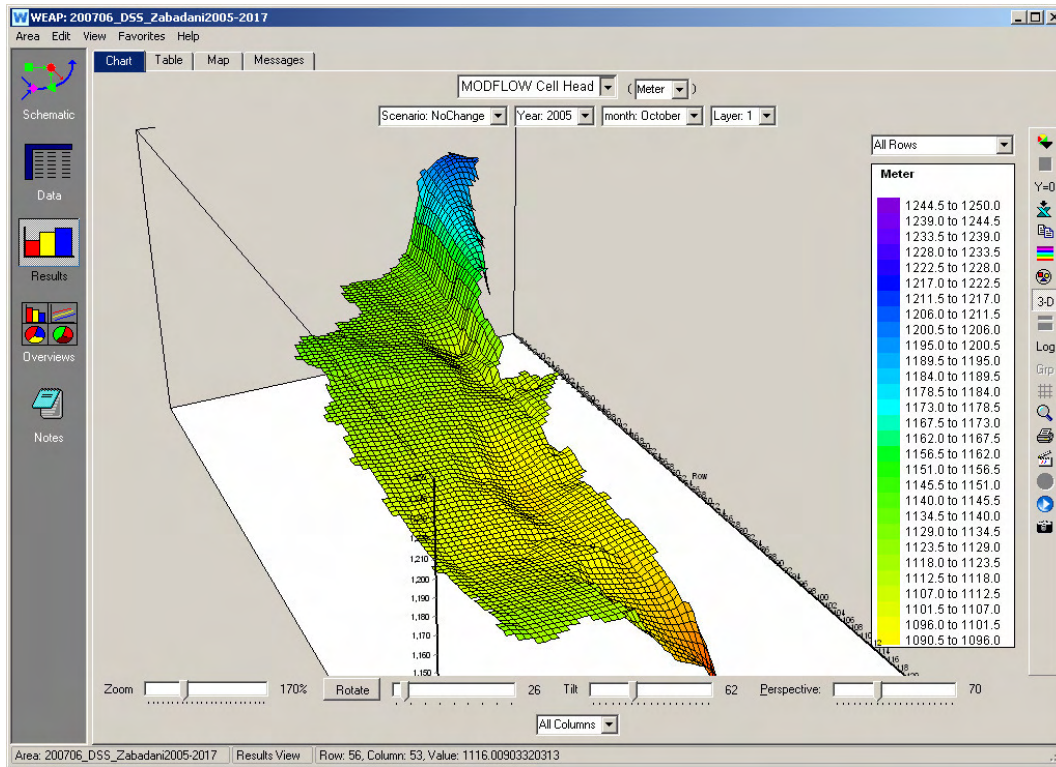 WEAP: 200706_DSS_Zabadani2005-2017
Area Edit View Favorites Help
Chart Table Map Messages
Schematic
Data
Results
Overviews
Notes
MODFLOW Cell Head (Meter)
Scenario: NoChange Year: 2005 month: October Layer: 1
All Rows
Meter
1244.5 to 1250.0
1239.0 to 1244.5
1233.5 to 1239.0
1228.0 to 1233.5
1222.5 to 1228.0
1217.0 to 1222.5
1211.5 to 1217.0
1206.0 to 1211.5
1200.5 to 1206.0
1195.0 to 1200.5
1189.5 to 1195.0
1184.0 to 1189.5
1178.5 to 1184.0
1173.0 to 1178.5
1167.5 to 1173.0
1162.0 to 1167.5
1156.5 to 1162.0
1151.0 to 1156.5
1145.5 to 1151.0
1140.0 to 1145.5
1134.5 to 1140.0
1129.0 to 1134.5
1123.5 to 1129.0
1118.0 to 1123.5
1112.5 to 1118.0
1107.0 to 1112.5
1101.5 to 1107.0
1096.0 to 1101.5
1090.5 to 1096.0
Y=0
3-D
Log
Grp
Row
1,210
1,200
1,190
1,180
1,170
1,160
1,150
Zoom 170% Rotate 26 Tilt 62 Perspective: 70
All Columns
Area: 200706_DSS_Zabadani2005-2017 Results View Row: 56, Column: 53, Value: 1116.00903320313